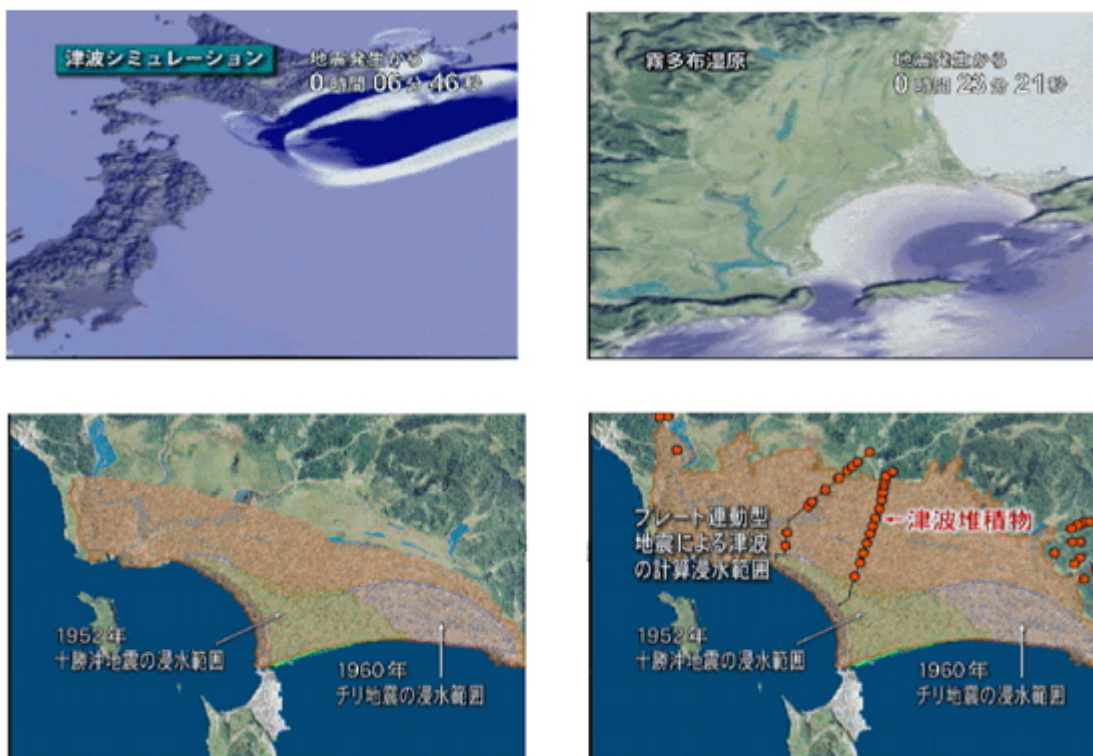 津波シミュレーション
地震発生から
0時間06分46秒
霧多布湿原
地震発生から
0時間23分21秒
1952年
十勝沖地震の浸水範囲
1960年
チリ地震の浸水範囲
プレート連動型
地震による津波
の計算浸水範囲
←津波堆積物
1952年
十勝沖地震の浸水範囲
1960年
チリ地震の浸水範囲